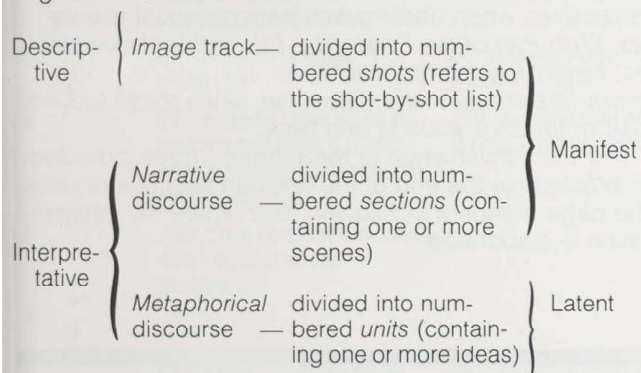 Descrip- Image track — divided into num-
tive bered shots (refers to
the shot-by-shot list)
Manifest
Narrative divided into num-
discourse — bered sections (con-
taining one or more
Interpre- scenes)
tative
Metaphorical divided into num- Latent
discourse — bered units (contain-
ing one or more ideas)